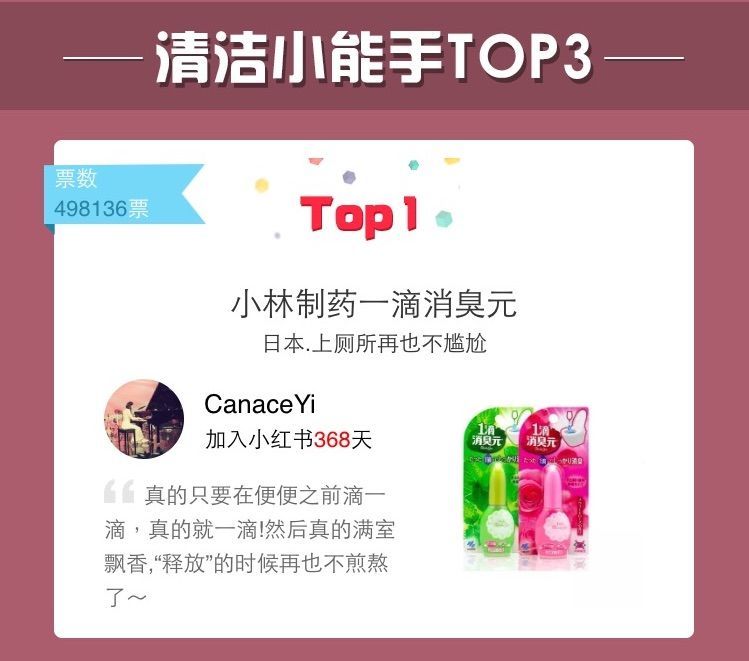 清洁小能手TOP3
票数
498136票
Top1
小林制药一滴消臭元
日本.上厕所再也不尴尬
CanaceYi
加入小红书368天
“真的只要在便便之前滴一
滴，真的就一滴!然后真的满室
飘香,“释放”的时候再也不煎熬
了～
1滴
消臭元
1滴
消臭元